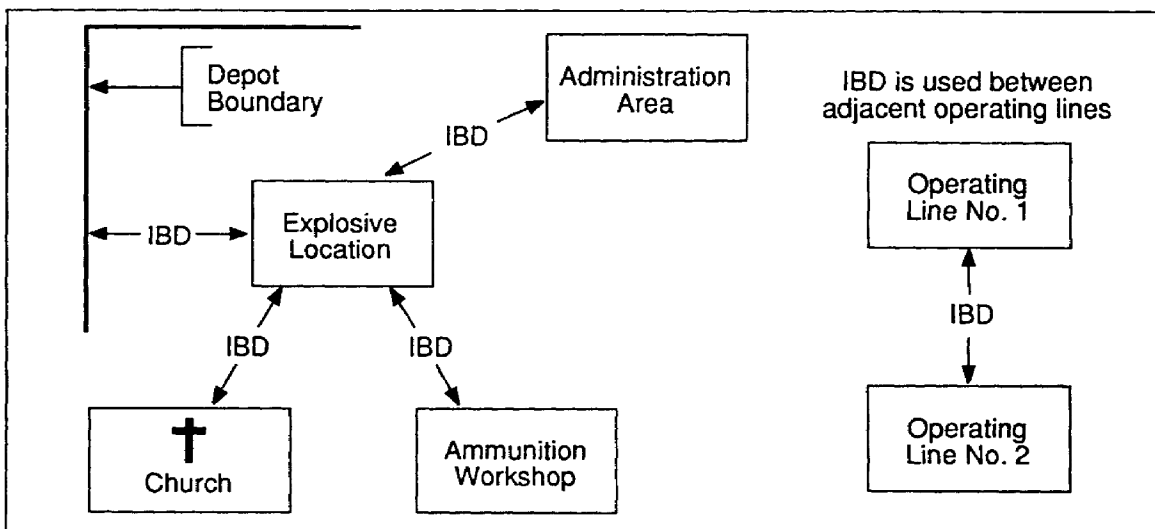 Depot
Boundary
Administration
Area
IBD is used between
adjacent operating lines
IBD
Explosive
Location
IBD
Operating
Line No. 1
IBD
IBD
IBD
Church
Ammunition
Workshop
Operating
Line No. 2